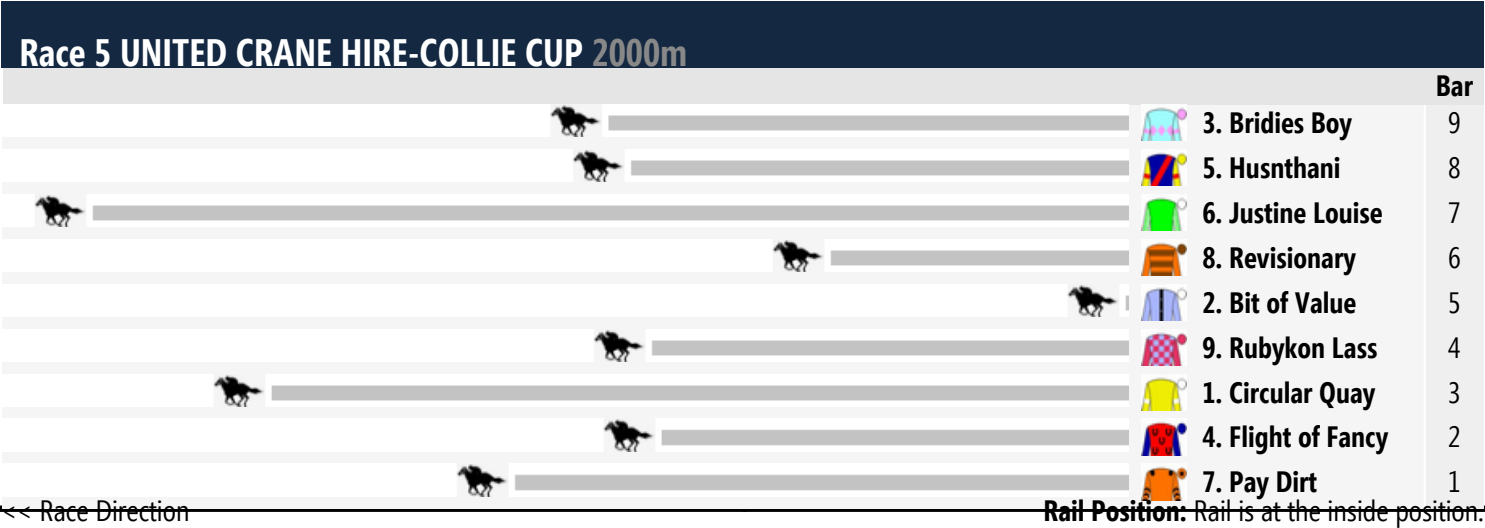 Race 5 UNITED CRANE HIRE-COLLIE CUP 2000m
Bar
3. Bridies Boy 9
5. Husnthani 8
6. Justine Louise 7
8. Revisionary 6
2. Bit of Value 5
9. Rubykon Lass 4
1. Circular Quay 3
4. Flight of Fancy 2
7. Pay Dirt 1
<< Race Direction Rail Position: Rail is at the inside position.